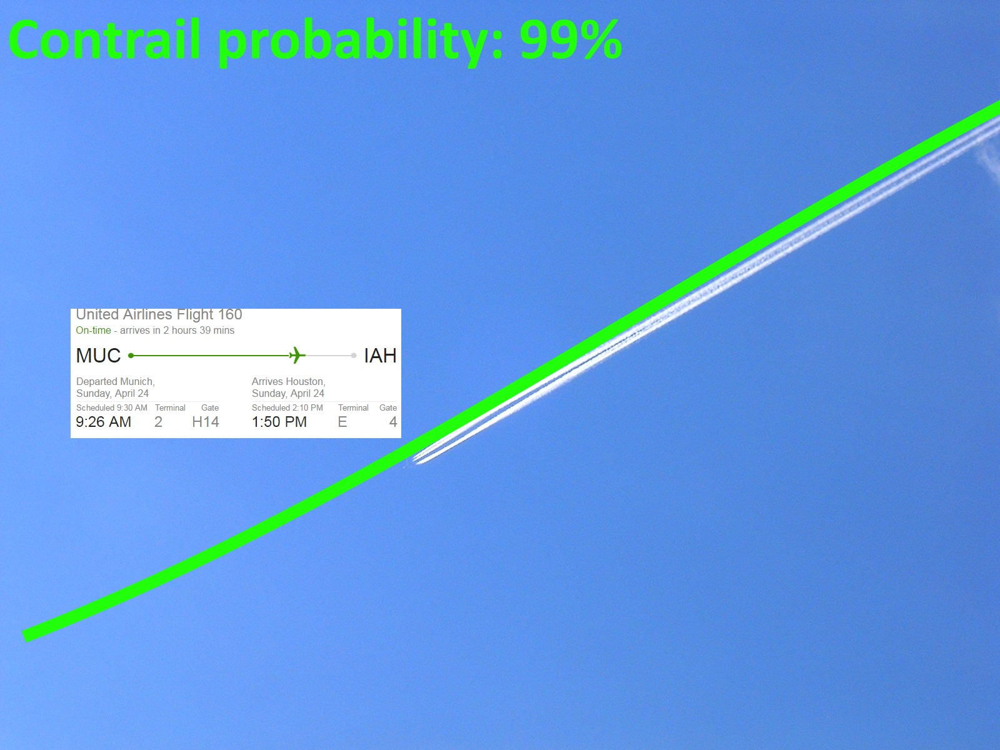 Contrail probability: 99%
United Airlines Flight 160
On-time - arrives in 2 hours 39 mins
MUC IAH
Departed Munich, Arrives Houston,
Sunday, April 24 Sunday, April 24
Scheduled 9:30 AM Terminal Gate Scheduled 2:10 PM Terminal Gate
9:26 AM 2 H14 1:50 PM E 4